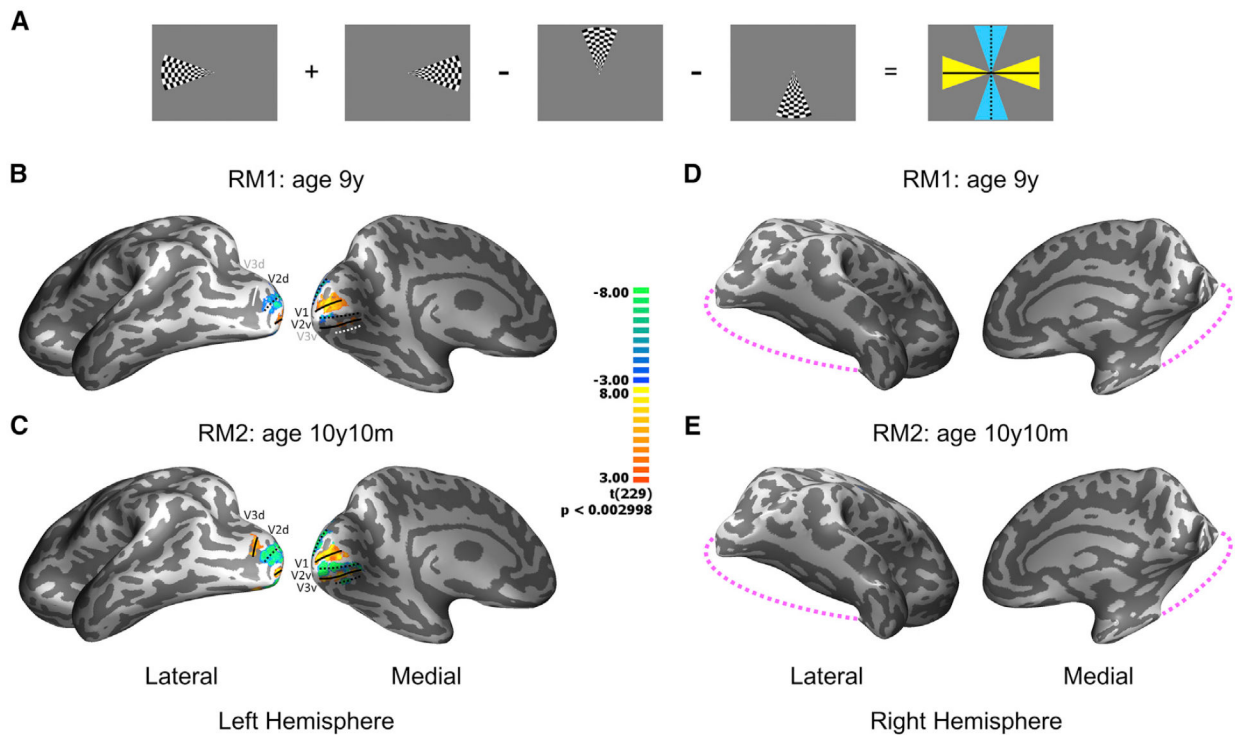 A
+ - - =
B
RM1: age 9y
V3d
V2d
V1
V2v
V3v
C
RM2: age 10y10m
V3d
V2d
V1
V2v
V3v
Lateral Medial
Left Hemisphere
-8.00
-3.00
8.00
3.00
t(229)
p < 0.002998
D
RM1: age 9y
E
RM2: age 10y10m
Lateral Medial
Right Hemisphere